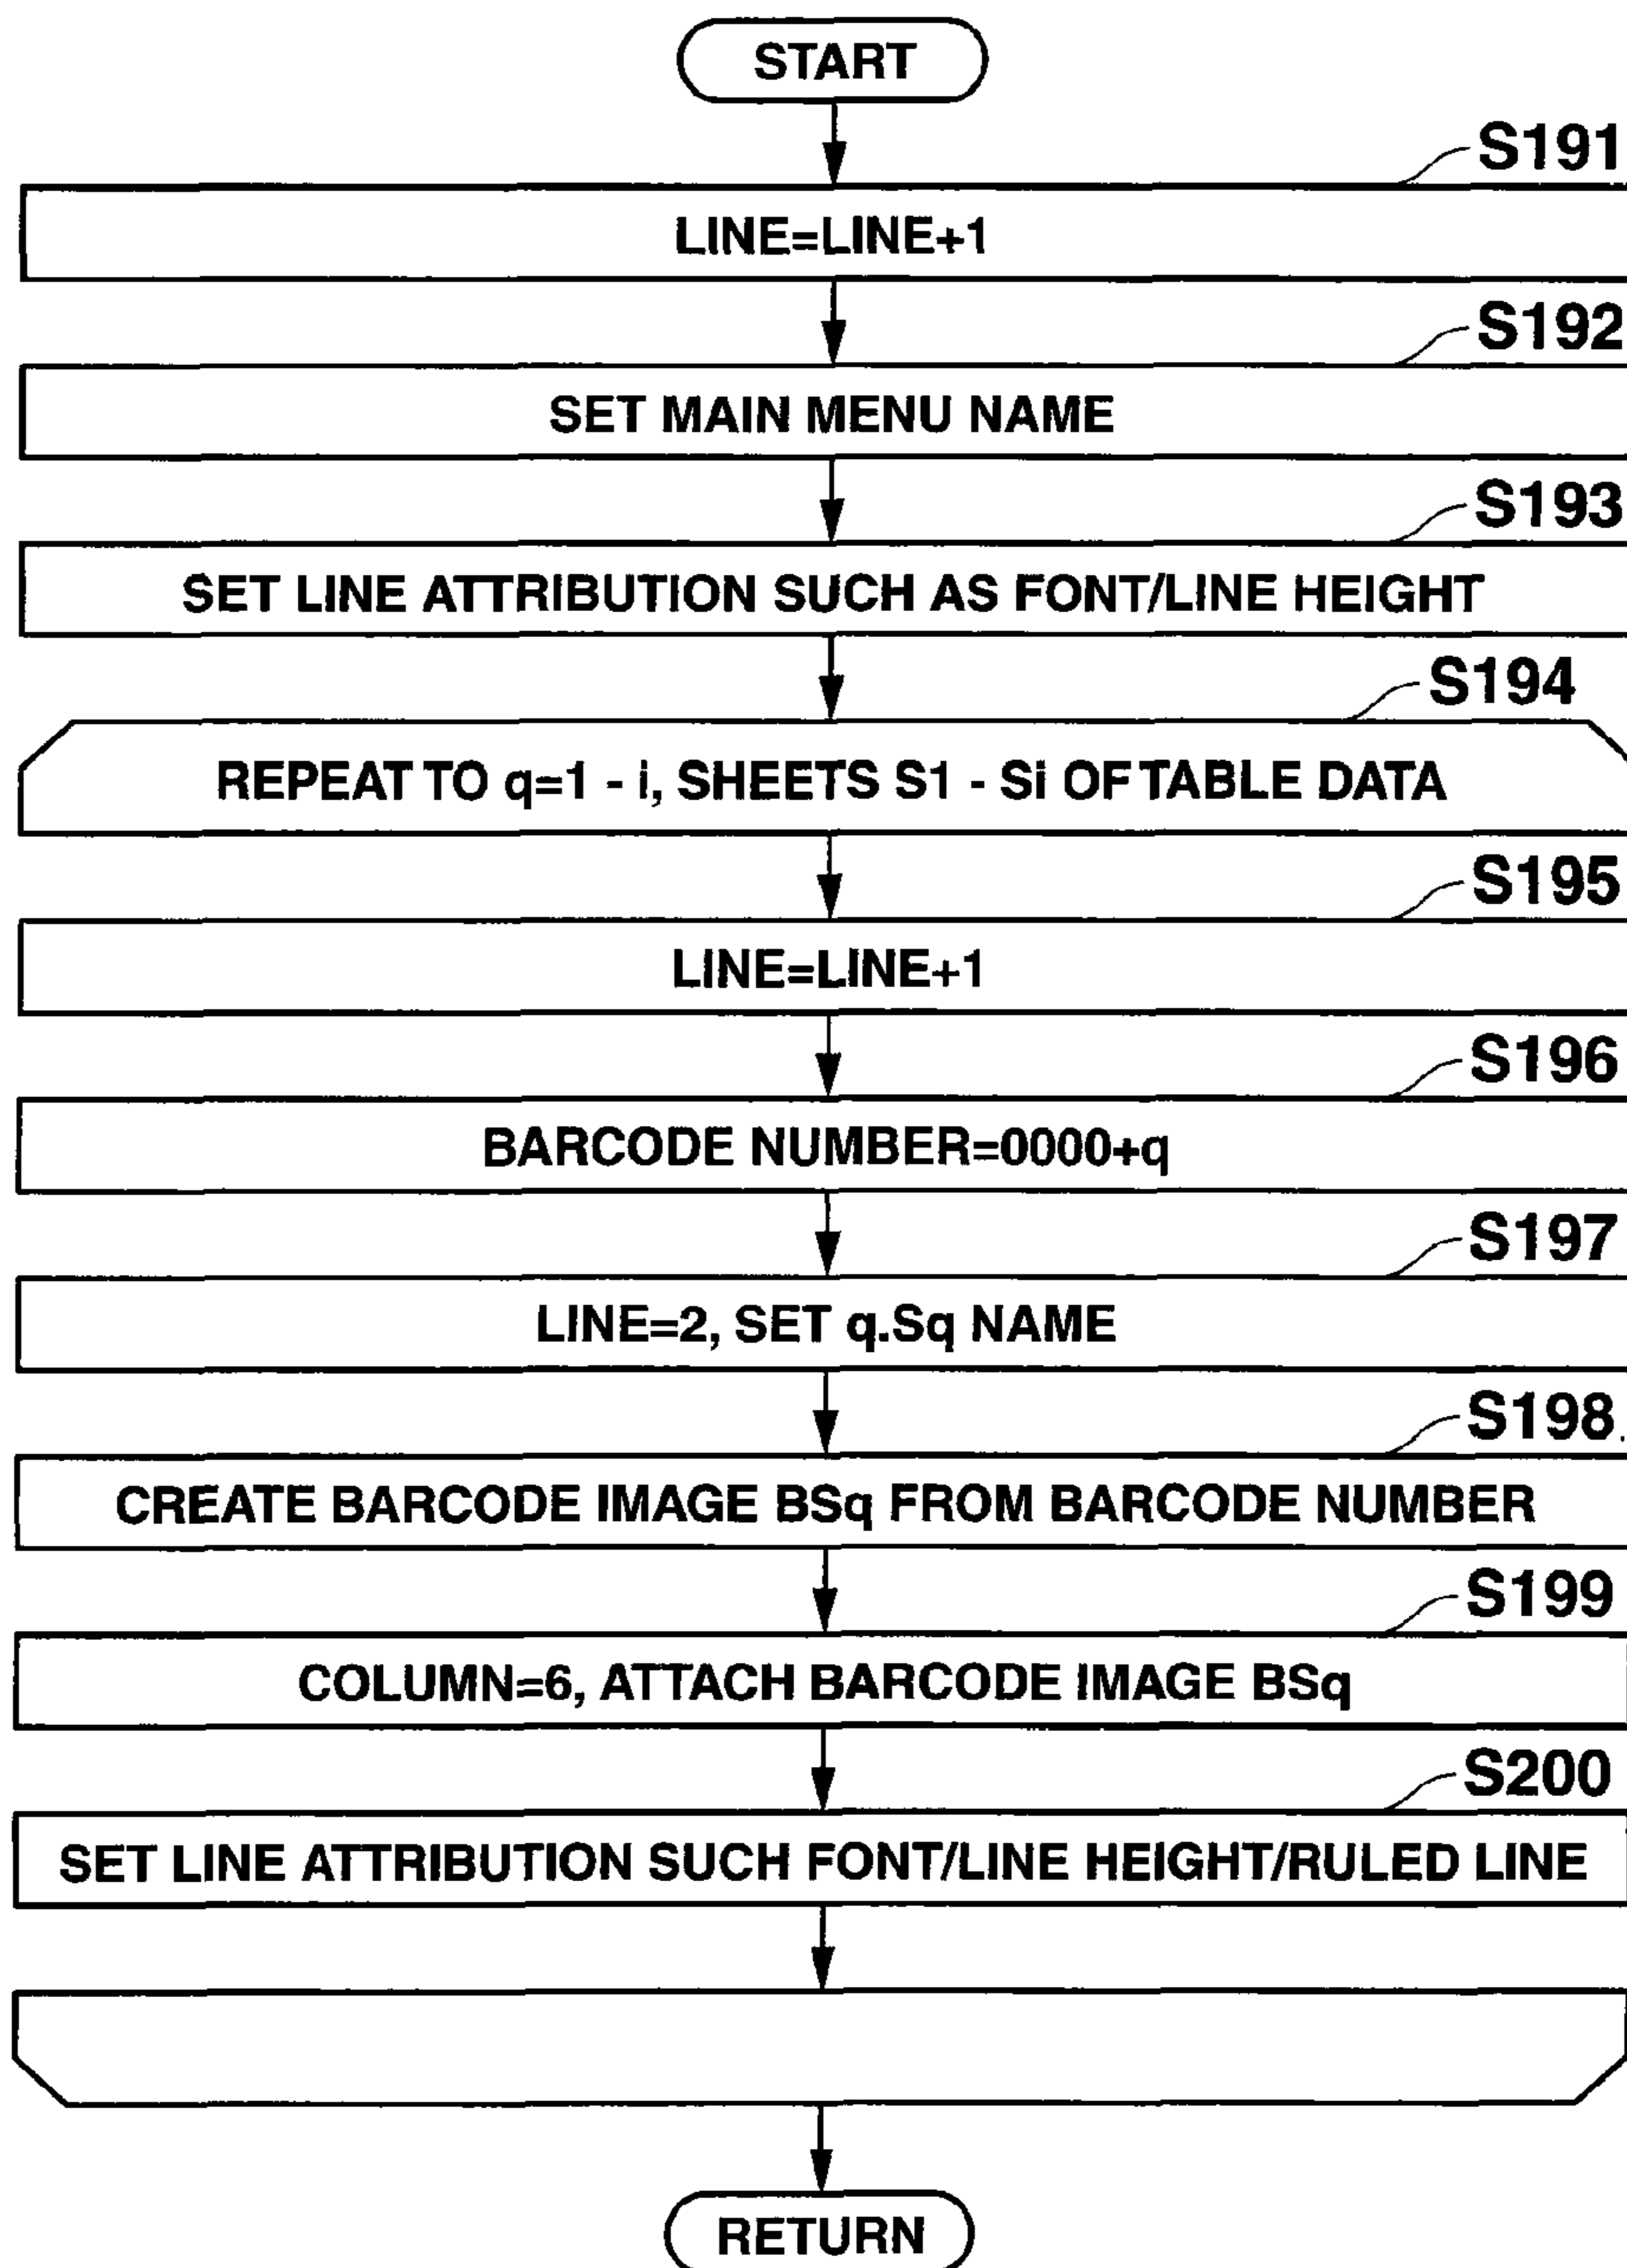 START
S191
LINE=LINE+1
S192
SET MAIN MENU NAME
S193
SET LINE ATTRIBUTION SUCH AS FONT/LINE HEIGHT
S194
REPEAT TO q=1 - i, SHEETS S1 - Si OF TABLE DATA
S195
LINE=LINE+1
S196
BARCODE NUMBER=0000+q
S197
LINE=2, SET q.Sq NAME
S198
CREATE BARCODE IMAGE BSq FROM BARCODE NUMBER
S199
COLUMN=6, ATTACH BARCODE IMAGE BSq
S200
SET LINE ATTRIBUTION SUCH FONT/LINE HEIGHT/RULED LINE
RETURN